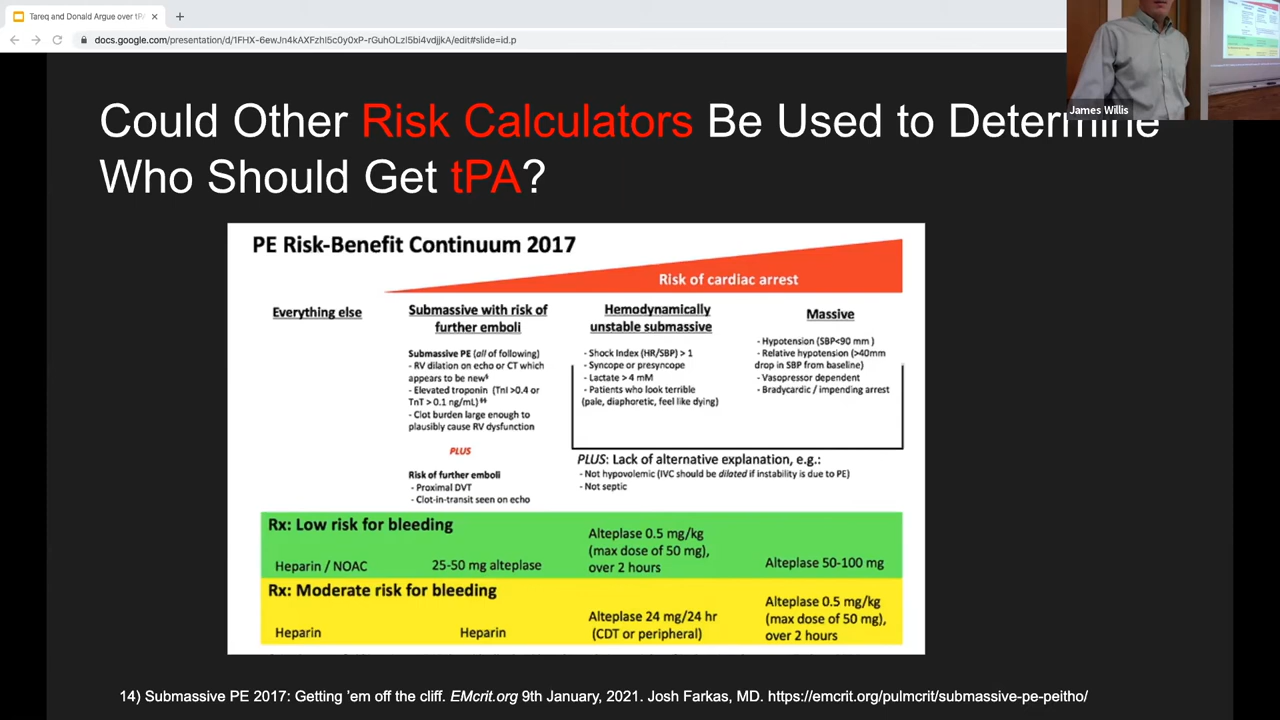 Tareq and Donald Argue over tP
docs.google.com/presentation/d/1FHX-6ewJn4kAXFzhl5c0y0xP-rGuhOLzl5bi4vdjjkA/edit#slide=id.p
James Willis
Could Other Risk Calculators Be Used to Determine
Who Should Get tPA?
PE Risk-Benefit Continuum 2017
Risk of cardiac arrest
Everything else
Submassive with risk of
further emboli
Submassive PE (all of following)
- RV dilation on echo or CT which
appears to be new§
- Elevated troponin (TnI >0.4 or
TnT > 0.1 ng/mL)
- Clot burden large enough to
plausibly cause RV dysfunction
PLUS
Risk of further emboli
- Proximal DVT
- Clot-in-transit seen on echo
Hemodynamically
unstable submassive
- Shock Index (HR/SBP) > 1
- Syncope or presyncope
- Lactate > 4 mM
- Patients who look terrible
(pale, diaphoretic, feel like dying)
Massive
- Hypotension (SBP<90 mm )
- Relative hypotension (>40mm
drop in SBP from baseline)
- Vasopressor dependent
- Bradycardic / impending arrest
PLUS: Lack of alternative explanation, e.g.:
- Not hypovolemic (IVC should be dilated if instability is due to PE)
- Not septic
Rx: Low risk for bleeding
Heparin / NOAC
25-50 mg alteplase
Alteplase 0.5 mg/kg
(max dose of 50 mg),
over 2 hours
Alteplase 50-100 mg
Rx: Moderate risk for bleeding
Heparin
Heparin
Alteplase 24 mg/24 hr
(CDT or peripheral)
Alteplase 0.5 mg/kg
(max dose of 50 mg),
over 2 hours
14) Submassive PE 2017: Getting 'em off the cliff. EMcrit.org 9th January, 2021. Josh Farkas, MD. https://emcrit.org/pulmcrit/submassive-pe-peitho/